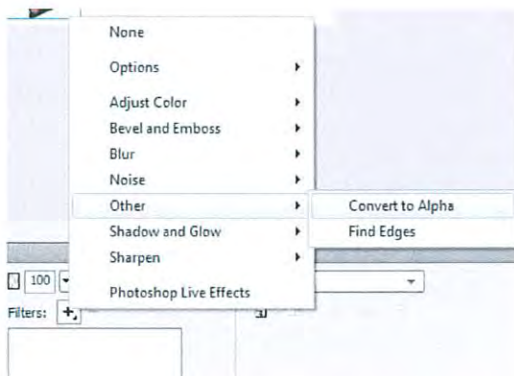 None
Options
Adjust Color
Bevel and Emboss
Blur
Noise
Other
Convert to Alpha
Shadow and Glow
Find Edges
Sharpen
100
Photoshop Live Effects
Filters: